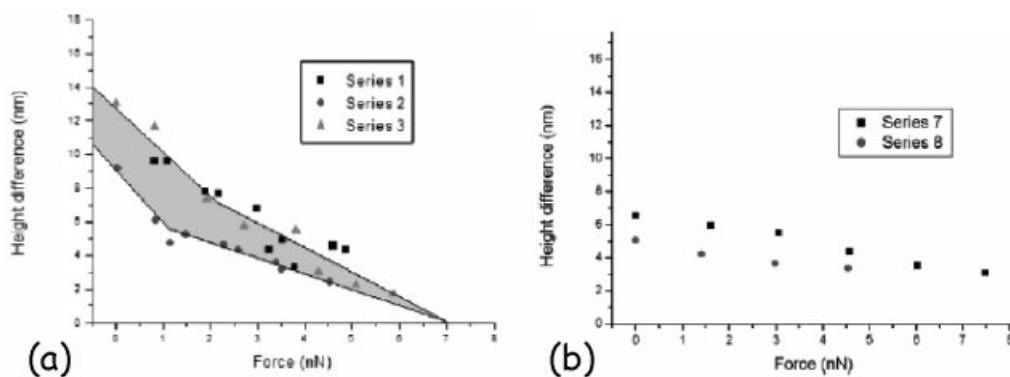 18
16
14
12
10
8
6
4
2
0
Height difference (nm)
Series 1
Series 2
Series 3
0 1 2 3 4 5 6 7 8
Force (nN)
(a)
16
14
12
10
8
6
4
2
0
Height difference (nm)
Series 7
Series 8
0 1 2 3 4 5 6 7 8
Force (nN)
(b)